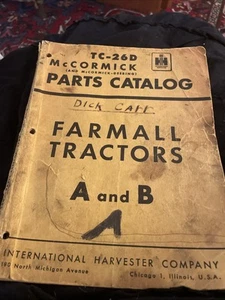 TC-26D
McCORMICK
(AND McCORMICK-DEERING)
PARTS CATALOG
DICK
FARMALL
TRACTORS
A and B
INTERNATIONAL HARVESTER COMPANY
180 North Michigan Avenue
Chicago 1, Illinois, U.S.A.